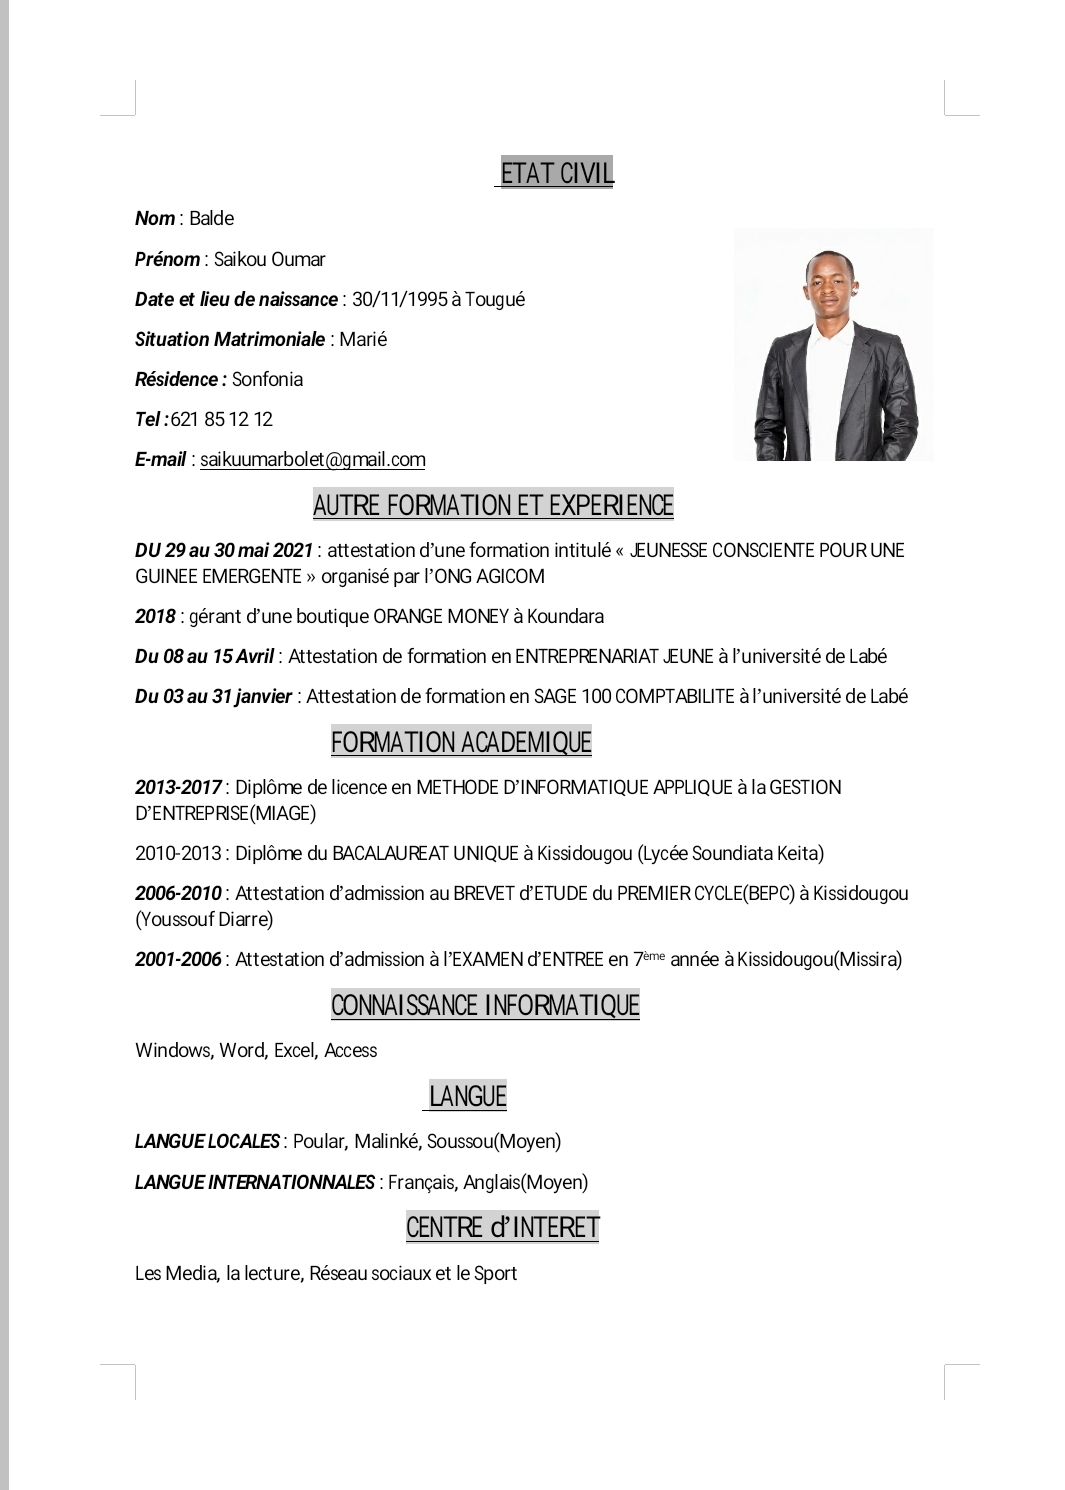 ETAT CIVIL
Nom : Balde
Prénom : Saikou Oumar
Date et lieu de naissance : 30/11/1995 à Tougué
Situation Matrimoniale : Marié
Résidence : Sonfonia
Tel :621 85 12 12
E-mail : saikuumarbolet@gmail.com
AUTRE FORMATION ET EXPERIENCE
DU 29 au 30 mai 2021 : attestation d’une formation intitulé « JEUNESSE CONSCIENTE POUR UNE
GUINEE EMERGENTE » organisé par l’ONG AGICOM
2018 : gérant d’une boutique ORANGE MONEY à Koundara
Du 08 au 15 Avril : Attestation de formation en ENTREPRENARIAT JEUNE à l’université de Labé
Du 03 au 31 janvier : Attestation de formation en SAGE 100 COMPTABILITE à l’université de Labé
FORMATION ACADEMIQUE
2013-2017 : Diplôme de licence en METHODE D’INFORMATIQUE APPLIQUE à la GESTION
D’ENTREPRISE(MIAGE)
2010-2013 : Diplôme du BACALAUREAT UNIQUE à Kissidougou (Lycée Soundiata Keita)
2006-2010 : Attestation d’admission au BREVET d’ETUDE du PREMIER CYCLE(BEPC) à Kissidougou
(Youssouf Diarre)
2001-2006 : Attestation d’admission à l’EXAMEN d’ENTREE en 7ème année à Kissidougou(Missira)
CONNAISSANCE INFORMATIQUE
Windows, Word, Excel, Access
LANGUE
LANGUE LOCALES : Poular, Malinké, Soussou(Moyen)
LANGUE INTERNATIONNALES : Français, Anglais(Moyen)
CENTRE d’INTERET
Les Media, la lecture, Réseau sociaux et le Sport